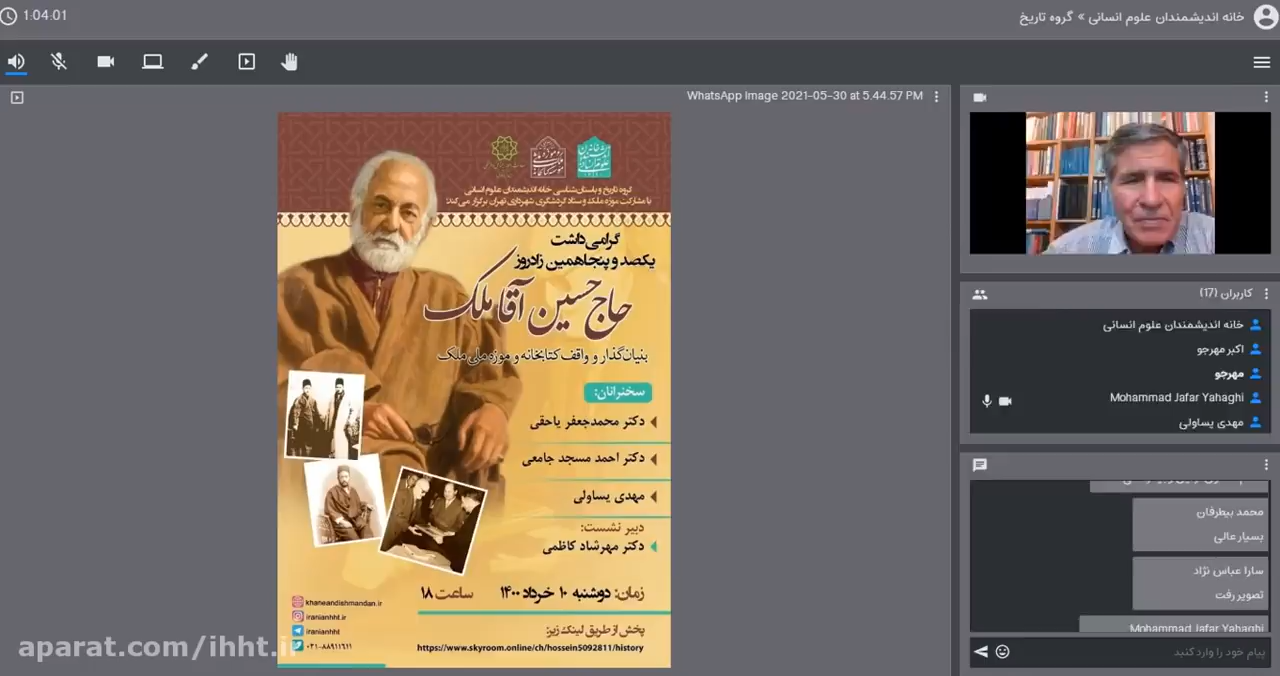 1:04:01
خانه اندیشمندان علوم انسانی » گروه تاریخ
WhatsApp Image 2021-05-30 at 5.44.57 PM
گروه تاریخ و باستان‌شناسی خانه اندیشمندان علوم انسانی
با مشارکت موزه ملک و ستاد گردشگری شهرداری تهران برگزار می‌کند:
گرامی‌داشت
یکصد و پنجاهمین زادروز
حاج حسین آقا ملک
بنیان‌گذار و واقف کتابخانه و موزه ملی ملک
سخنرانان:
دکتر محمدجعفر یاحقی
دکتر احمد مسجد جامعی
مهدی یساولی
دبیر نشست:
دکتر مهرشاد کاظمی
زمان: دوشنبه ۱۰ خرداد ۱۴۰۰ ساعت ۱۸
پخش از طریق لینک زیر:
https://www.skyroom.online/ch/hossein5092811/history
khaneandishmandan.ir
iranianhht.ir
iranianhht
۰۲۱-۸۸۹۱۱۶۱۱
aparat.com/ihht.ir
کاربران (17)
خانه اندیشمندان علوم انسانی
اکبر مهرجو
مهرجو
Mohammad Jafar Yahaghi
مهدی یساولی
محمد بیطرفان
بسیار عالی
سارا عباس نژاد
تصویر رفت
Mohammad Jafar Yahaghi
پیام خود را وارد کنید